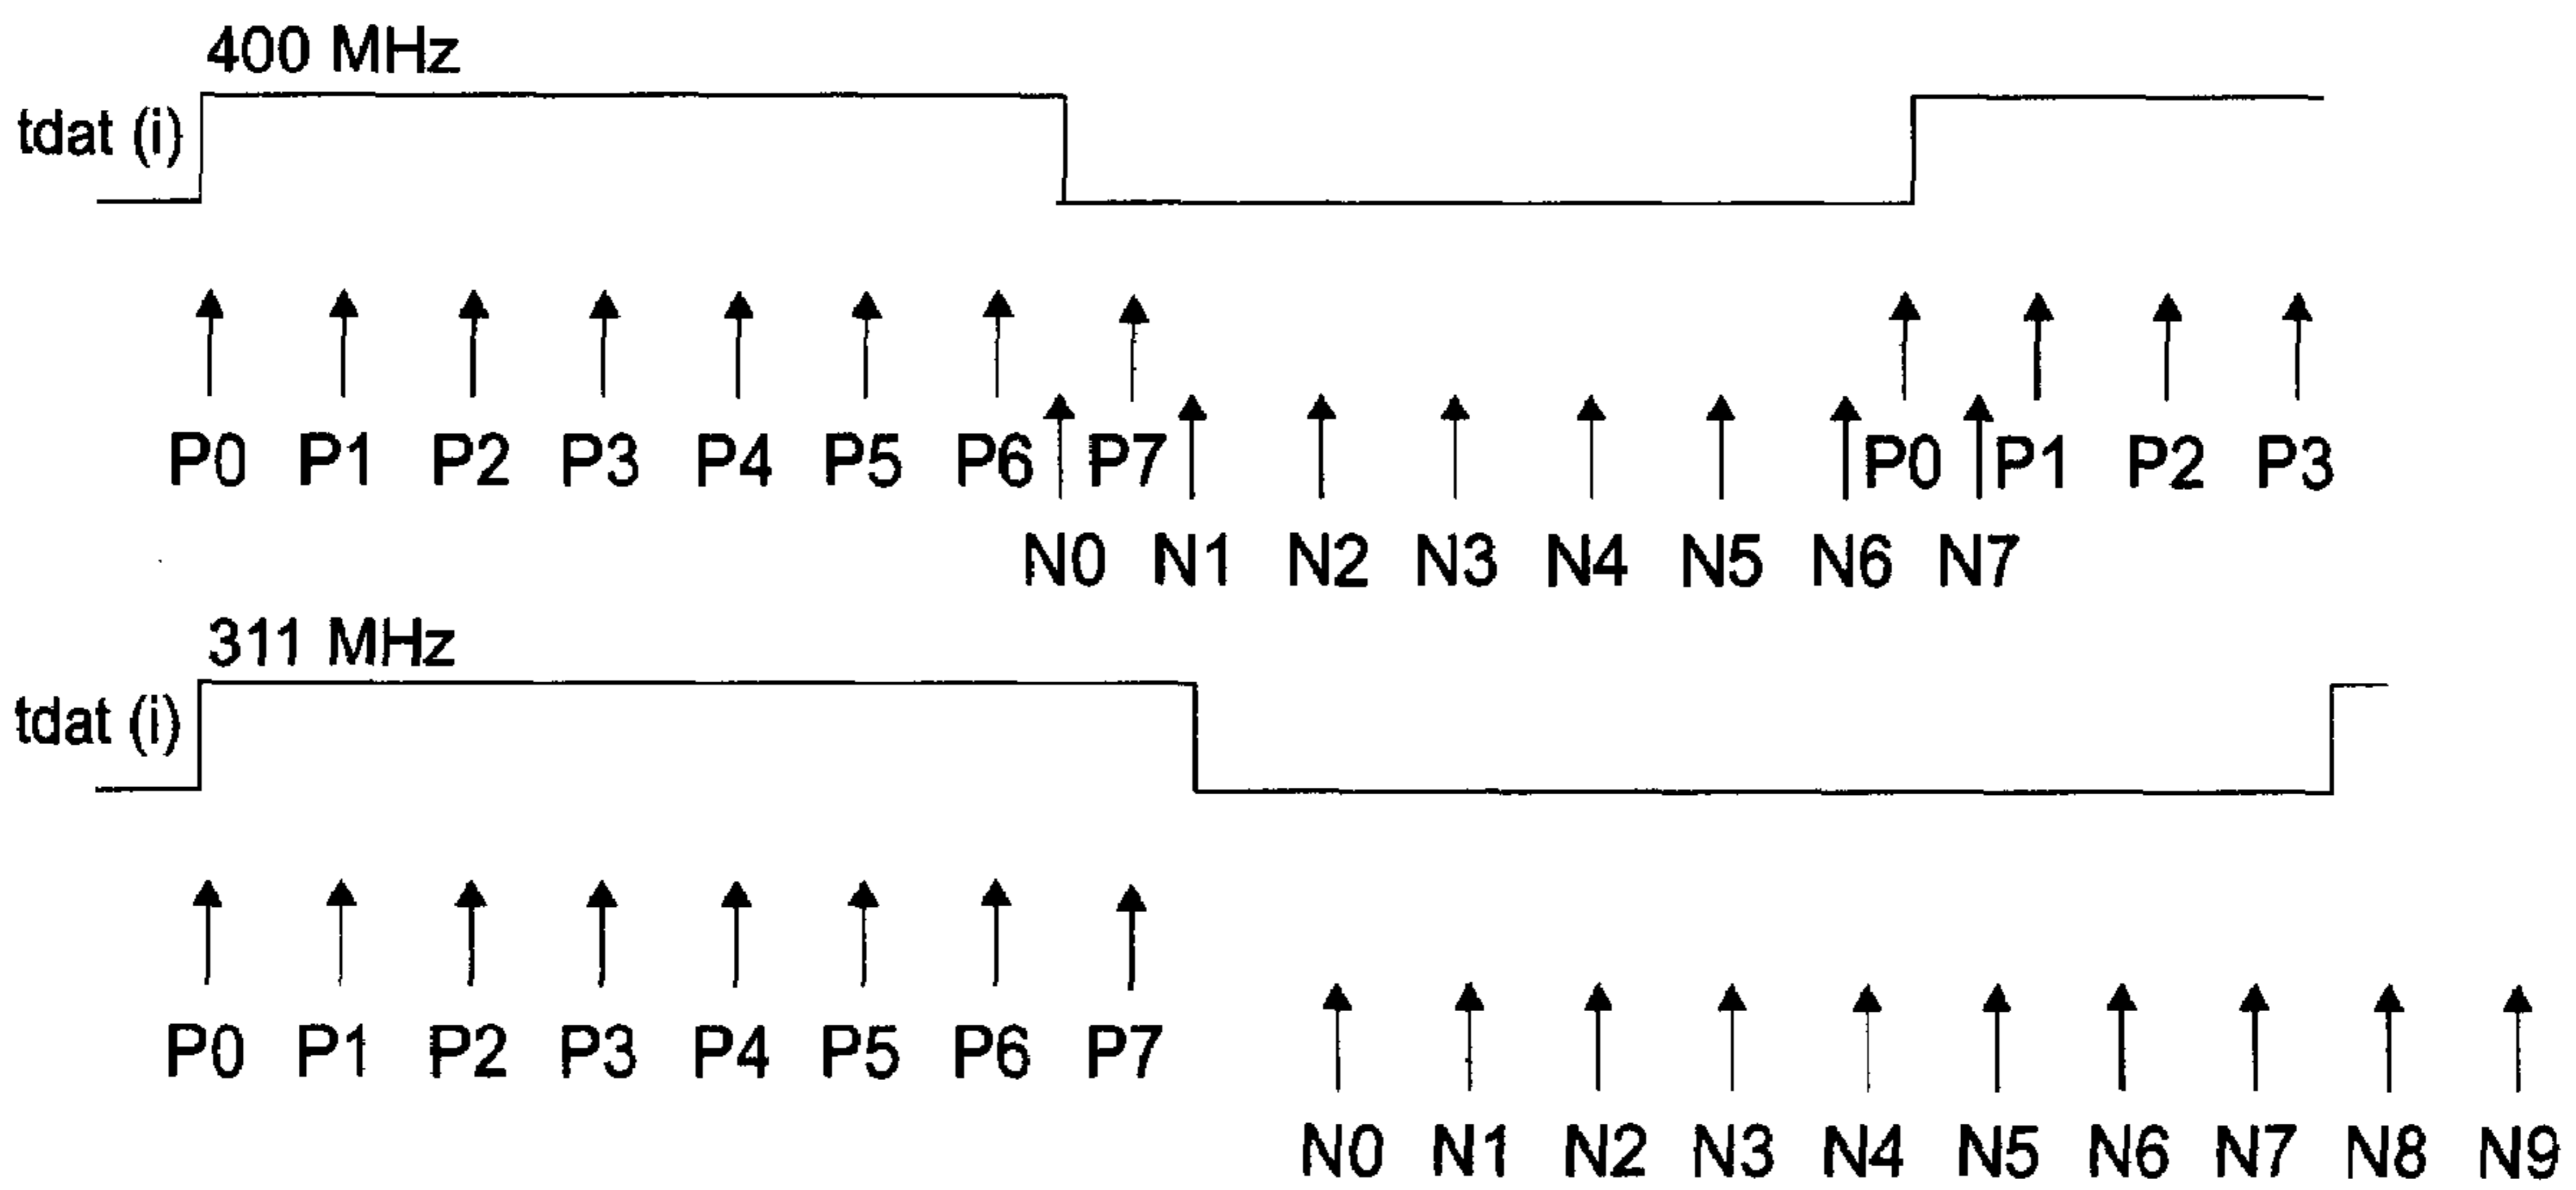 400 MHz
tdat (i)
P0 P1 P2 P3 P4 P5 P6 P7 P0 P1 P2 P3
N0 N1 N2 N3 N4 N5 N6 N7
311 MHz
tdat (i)
P0 P1 P2 P3 P4 P5 P6 P7
N0 N1 N2 N3 N4 N5 N6 N7 N8 N9